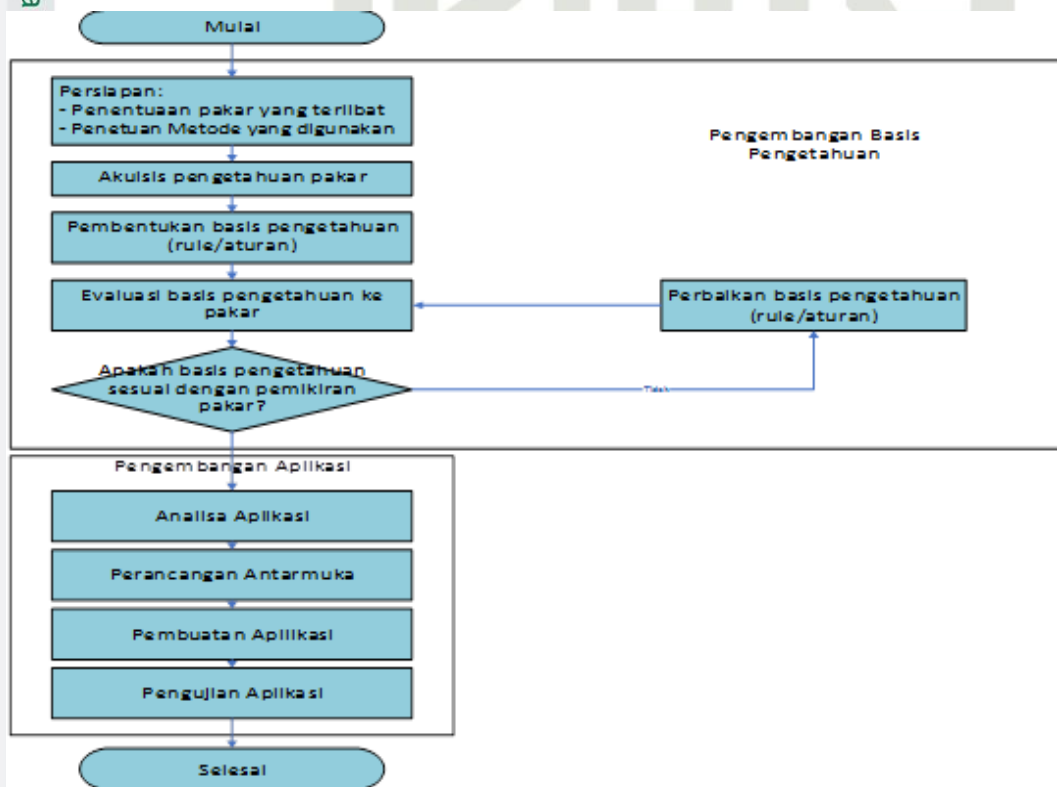 Mulai
Persiapan:
- Penentuaan pakar yang terlibat
- Penetuan Metode yang digunakan
Pengembangan Basis
Pengetahuan
Akuisis pengetahuan pakar
Pembentukan basis pengetahuan
(rule/aturan)
Evaluasi basis pengetahuan ke
pakar
Perbaikan basis pengetahuan
(rule/aturan)
Apakah basis pengetahuan
sesuai dengan pemikiran
pakar?
Tidak
Pengembangan Aplikasi
Analisa Aplikasi
Perancangan Antarmuka
Pembuatan Apliikasi
Pengujian Aplikasi
Selesai